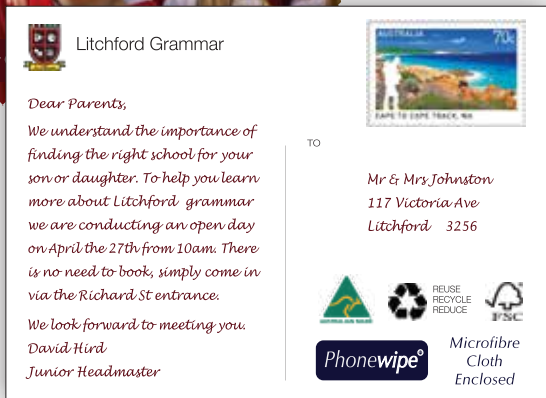 Litchford Grammar
AUSTRALIA
70c
CAPE TO CAPE TRACK, WA
Dear Parents,
We understand the importance of
finding the right school for your
son or daughter. To help you learn
more about Litchford grammar
we are conducting an open day
on April the 27th from 10am. There
is no need to book, simply come in
via the Richard St entrance.
We look forward to meeting you.
David Hird
Junior Headmaster
TO
Mr & Mrs Johnston
117 Victoria Ave
Litchford 3256
AUSTRALIAN MADE
REUSE
RECYCLE
REDUCE
FSC
Phonewipe®
Microfibre
Cloth
Enclosed